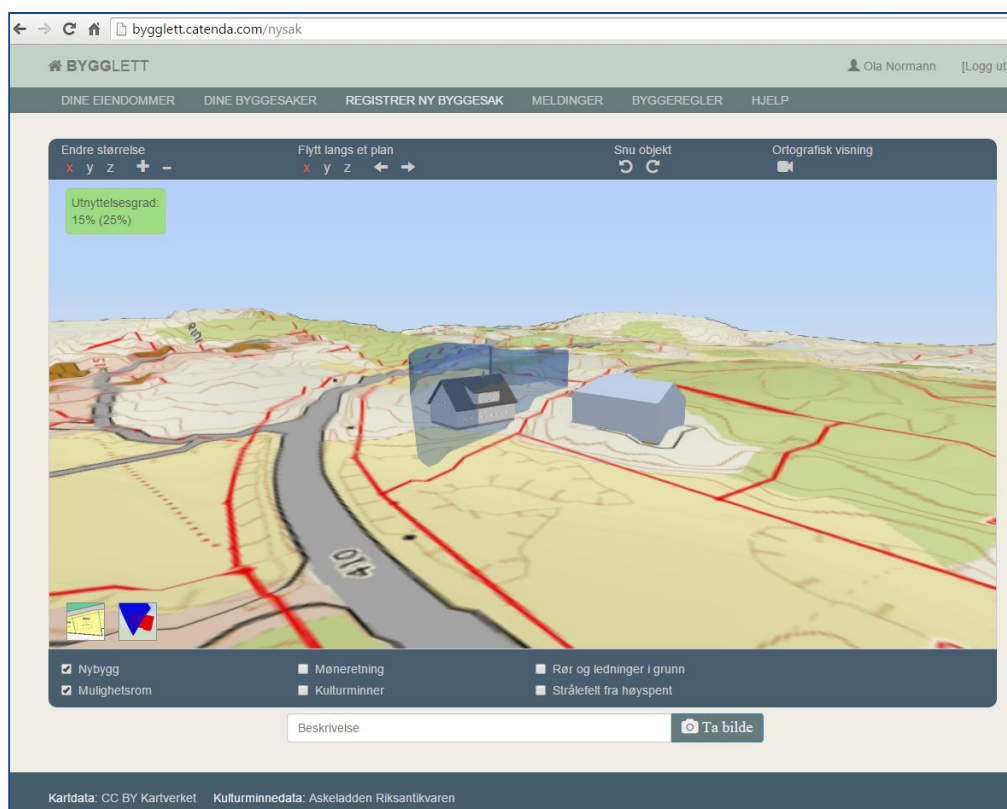 bygglett.catenda.com/nysak
BYGGLETT
Ola Normann
[Logg ut
DINE EIENDOMMER DINE BYGGESAKER REGISTRER NY BYGGESAK MELDINGER BYGGEREGLER HJELP
Endre størrelse Flytt langs et plan Snu objekt Ortografisk visning
x y z + – x y z
Utnyttelsesgrad:
15% (25%)
410
Nybygg Møneretning Rør og ledninger i grunn
Mulighetsrom Kulturminner Strålefelt fra høyspent
Beskrivelse Ta bilde
Kartdata: CC BY Kartverket Kulturminnedata: Askeladden Riksantikvaren